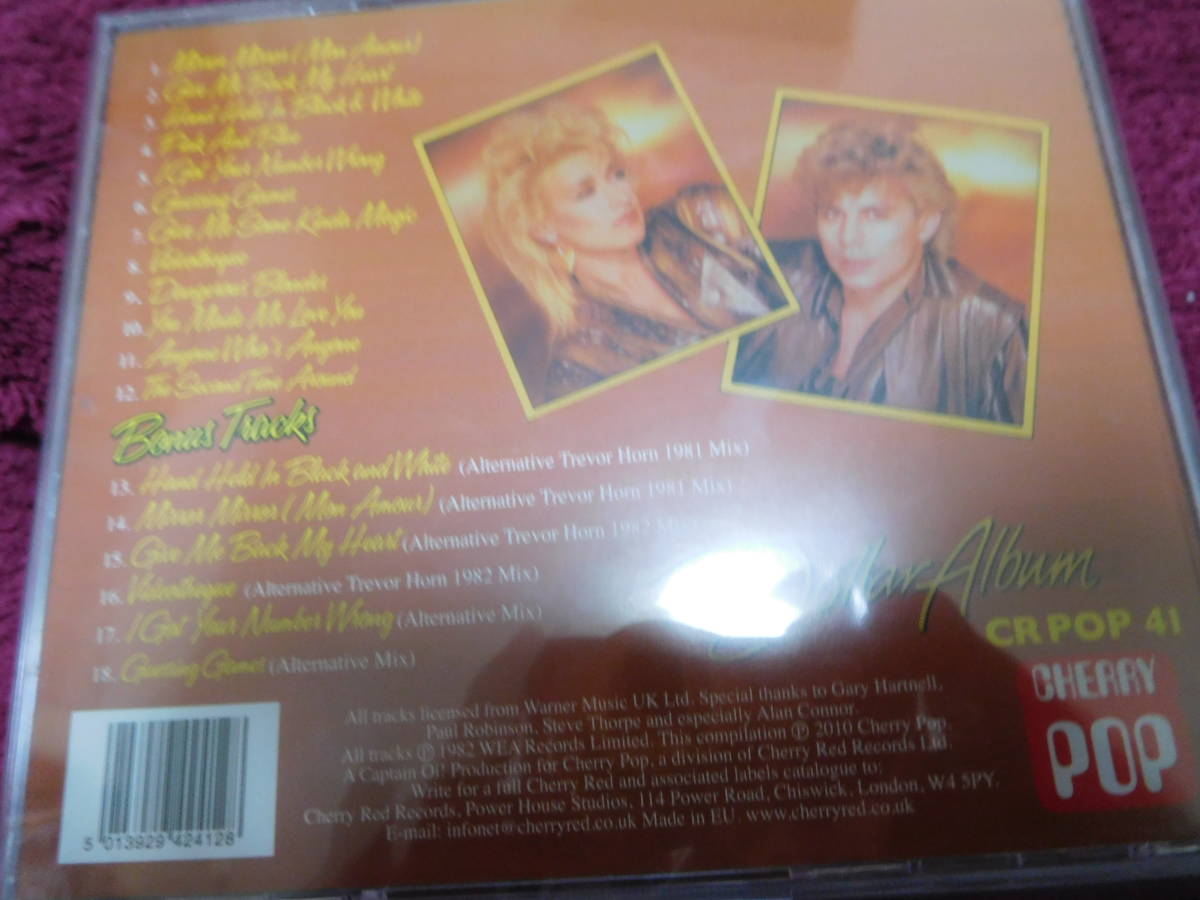 1. Mirror Mirror (Mon Amour)
2. Give Me Back My Heart
3. Hand Held In Black & White
4. Pink And Blue
5. I Got Your Number Wrong
6. Guessing Games
7. Give Me Some Kinda Magic
8. Videotheque
9. Dangerous Blondes
10. You Made Me Love You
11. Anyone Who's Anyone
12. The Second Time Around
Bonus Tracks
13. Hand Held In Black and White (Alternative Trevor Horn 1981 Mix)
14. Mirror Mirror (Mon Amour) (Alternative Trevor Horn 1981 Mix)
15. Give Me Back My Heart (Alternative Trevor Horn 1982
16. Videotheque (Alternative Trevor Horn 1982 Mix)
17. I Got Your Number Wrong (Alternative Mix)
18. Guessing Games (Alternative Mix)
Album
CRPOP 41
CHERRY
POP
All tracks licensed from Warner Music UK Ltd. Special thanks to Gary Hartnell,
Paul Robinson, Steve Thorpe and especially Alan Connor.
All tracks ℗ 1982 WEA Records Limited. This compilation ℗ 2010 Cherry Pop.
A Captain Oi! Production for Cherry Pop, a division of Cherry Red Records Ltd.
Write for a full Cherry Red and associated labels catalogue to:
Cherry Red Records, Power House Studios, 114 Power Road, Chiswick, London, W4 5PY.
E-mail: infonet@cherryred.co.uk Made in EU. www.cherryred.co.uk
5 013929 424128